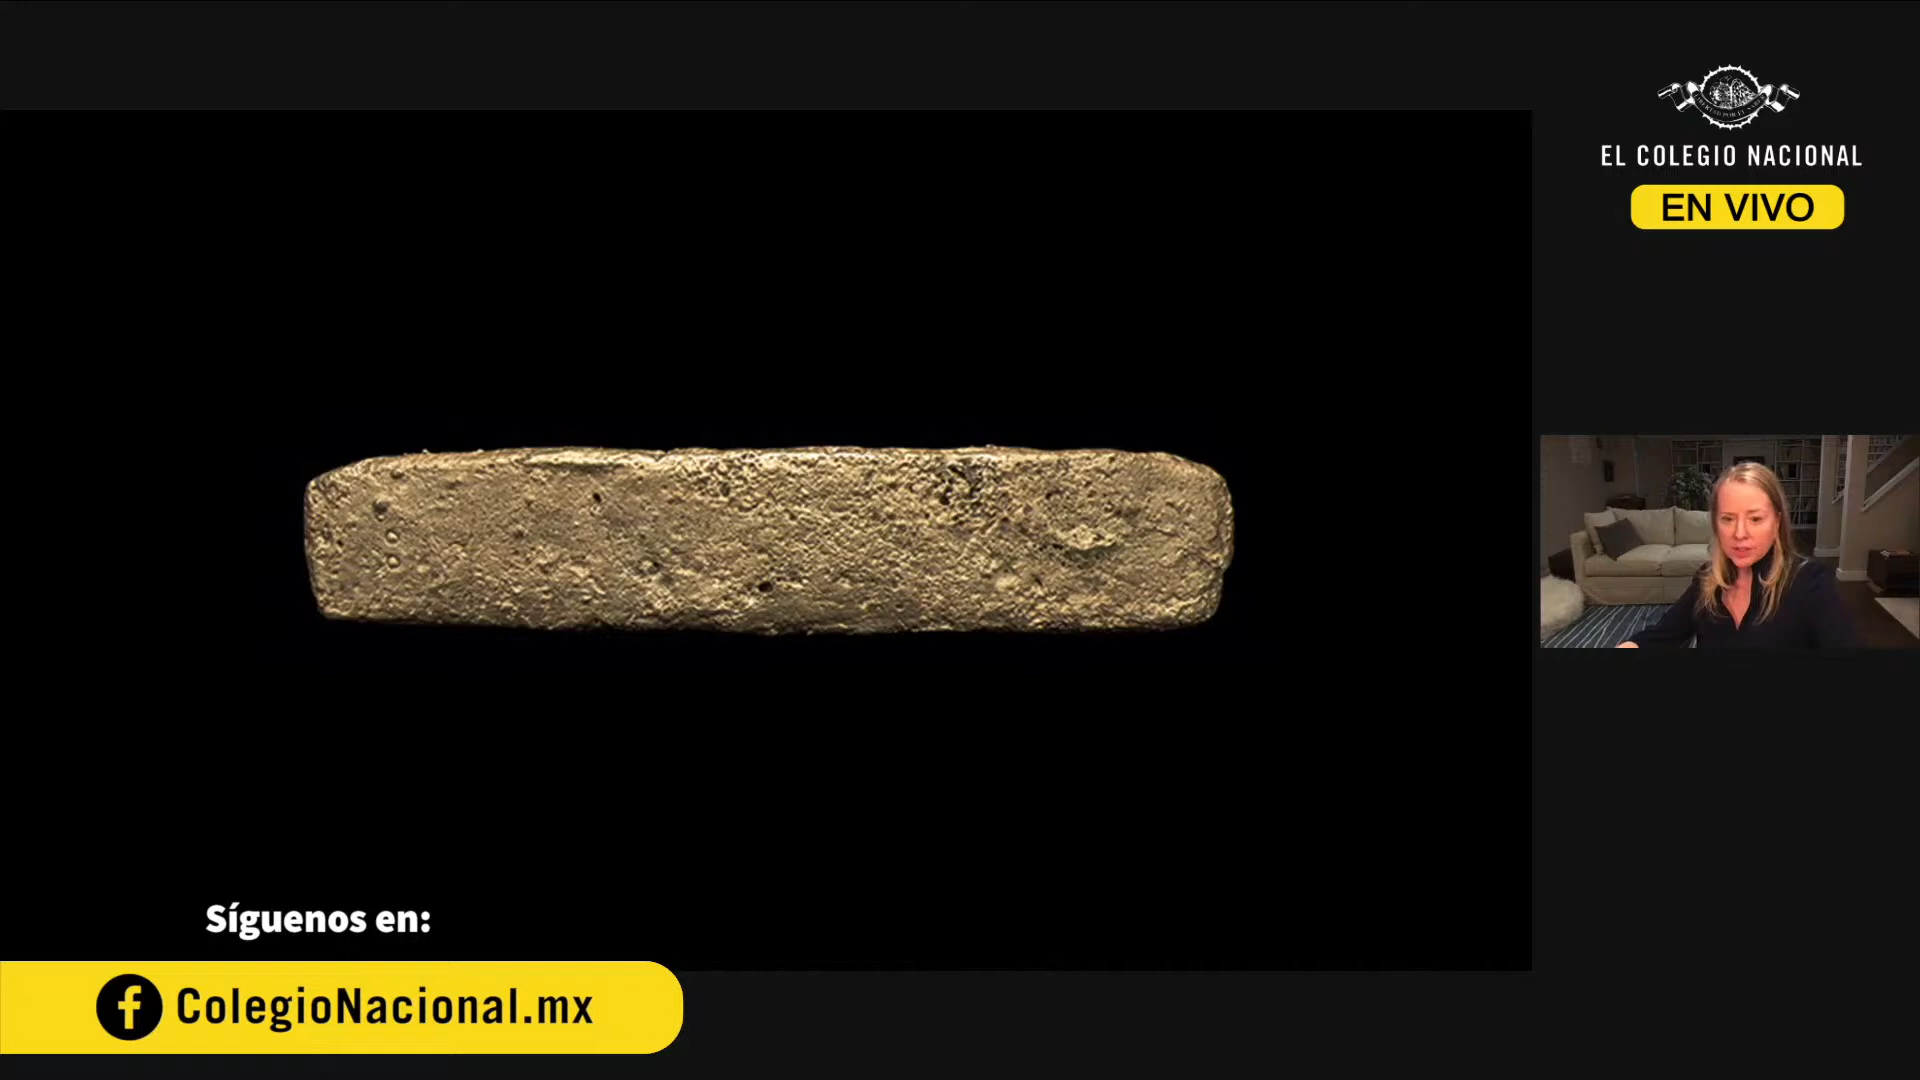 EL COLEGIO NACIONAL
EN VIVO
Síguenos en:
ColegioNacional.mx